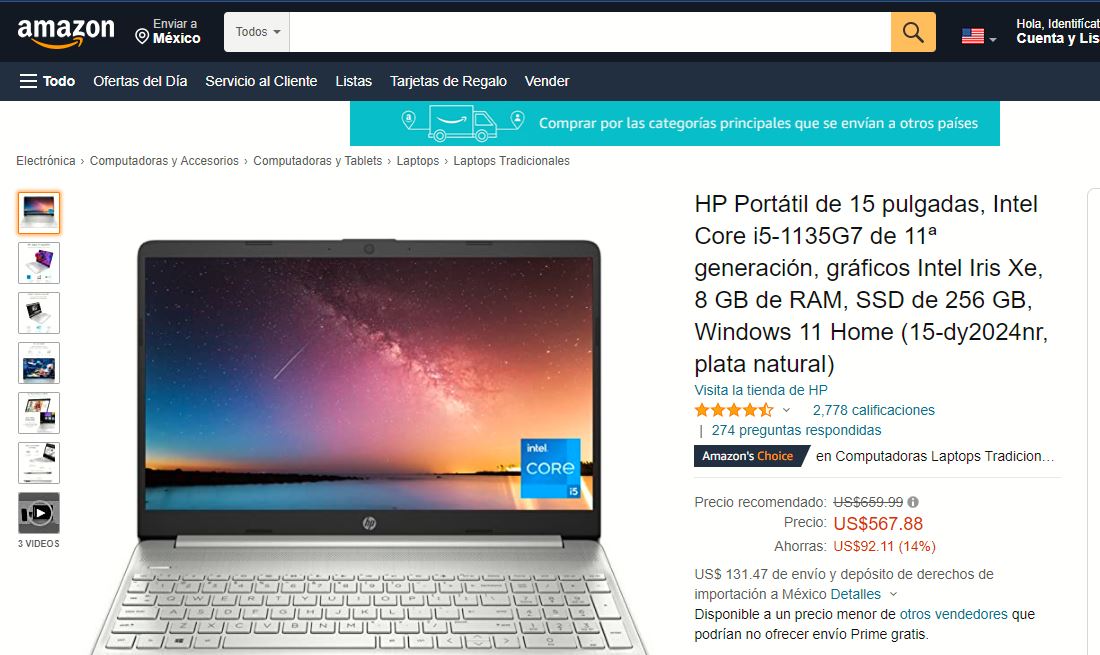 amazon
Enviar a
México
Todos
Hola, Identifícat
Cuenta y Lis
Todo
Ofertas del Día
Servicio al Cliente
Listas
Tarjetas de Regalo
Vender
Comprar por las categorías principales que se envían a otros países
Electrónica › Computadoras y Accesorios › Computadoras y Tablets › Laptops › Laptops Tradicionales
HP Portátil de 15 pulgadas, Intel
Core i5-1135G7 de 11ª
generación, gráficos Intel Iris Xe,
8 GB de RAM, SSD de 256 GB,
Windows 11 Home (15-dy2024nr,
plata natural)
Visita la tienda de HP
2,778 calificaciones
| 274 preguntas respondidas
Amazon's Choice en Computadoras Laptops Tradicion…
Precio recomendado: US$659.99
Precio: US$567.88
Ahorras: US$92.11 (14%)
US$ 131.47 de envío y depósito de derechos de
importación a México Detalles
Disponible a un precio menor de otros vendedores que
podrían no ofrecer envío Prime gratis.
3 VIDEOS
intel
CORE
i5
hp